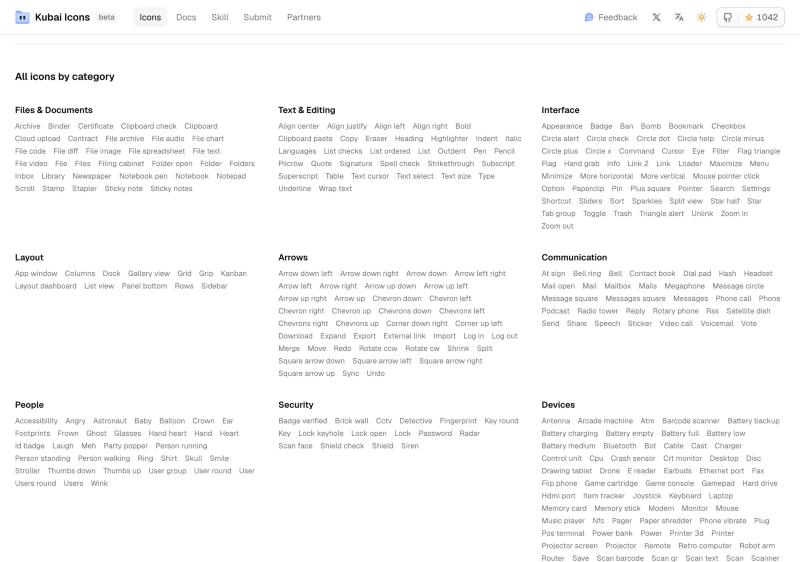 Kubai Icons beta Icons Docs Skill Submit Partners Feedback 1042
All icons by category
Files & Documents
Archive Binder Certificate Clipboard check Clipboard
Cloud upload Contract File archive File audio File chart
File code File diff File image File spreadsheet File text
File video File Files Filing cabinet Folder open Folder Folders
Inbox Library Newspaper Notebook pen Notebook Notepad
Scroll Stamp Stapler Sticky note Sticky notes
Text & Editing
Align center Align justify Align left Align right Bold
Clipboard paste Copy Eraser Heading Highlighter Indent Italic
Languages List checks List ordered List Outdent Pen Pencil
Pilcrow Quote Signature Spell check Strikethrough Subscript
Superscript Table Text cursor Text select Text size Type
Underline Wrap text
Interface
Appearance Badge Ban Bomb Bookmark Checkbox
Circle alert Circle check Circle dot Circle help Circle minus
Circle plus Circle x Command Cursor Eye Filter Flag triangle
Flag Hand grab Info Link 2 Link Loader Maximize Menu
Minimize More horizontal More vertical Mouse pointer click
Option Paperclip Pin Plus square Pointer Search Settings
Shortcut Sliders Sort Sparkles Split view Star half Star
Tab group Toggle Trash Triangle alert Unlink Zoom in
Zoom out
Layout
App window Columns Dock Gallery view Grid Grip Kanban
Layout dashboard List view Panel bottom Rows Sidebar
Arrows
Arrow down left Arrow down right Arrow down Arrow left right
Arrow left Arrow right Arrow up down Arrow up left
Arrow up right Arrow up Chevron down Chevron left
Chevron right Chevron up Chevrons down Chevrons left
Chevrons right Chevrons up Corner down right Corner up left
Download Expand Export External link Import Log in Log out
Merge Move Redo Rotate ccw Rotate cw Shrink Split
Square arrow down Square arrow left Square arrow right
Square arrow up Sync Undo
Communication
At sign Bell ring Bell Contact book Dial pad Hash Headset
Mail open Mail Mailbox Mails Megaphone Message circle
Message square Messages square Messages Phone call Phone
Podcast Radio tower Reply Rotary phone Rss Satellite dish
Send Share Speech Sticker Video call Voicemail Vote
People
Accessibility Angry Astronaut Baby Balloon Crown Ear
Footprints Frown Ghost Glasses Hand heart Hand Heart
Id badge Laugh Meh Party popper Person running
Person standing Person walking Ring Shirt Skull Smile
Stroller Thumbs down Thumbs up User group User round User
Users round Users Wink
Security
Badge verified Brick wall Cctv Detective Fingerprint Key round
Key Lock keyhole Lock open Lock Password Radar
Scan face Shield check Shield Siren
Devices
Antenna Arcade machine Atm Barcode scanner Battery backup
Battery charging Battery empty Battery full Battery low
Battery medium Bluetooth Bot Cable Cast Charger
Control unit Cpu Crash sensor Crt monitor Desktop Disc
Drawing tablet Drone E reader Earbuds Ethernet port Fax
Flip phone Game cartridge Game console Gamepad Hard drive
Hdmi port Item tracker Joystick Keyboard Laptop
Memory card Memory stick Modem Monitor Mouse
Music player Nfc Pager Paper shredder Phone vibrate Plug
Pos terminal Power bank Power Printer 3d Printer
Projector screen Projector Remote Retro computer Robot arm
Router Save Scan barcode Scan qr Scan text Scan Scanner